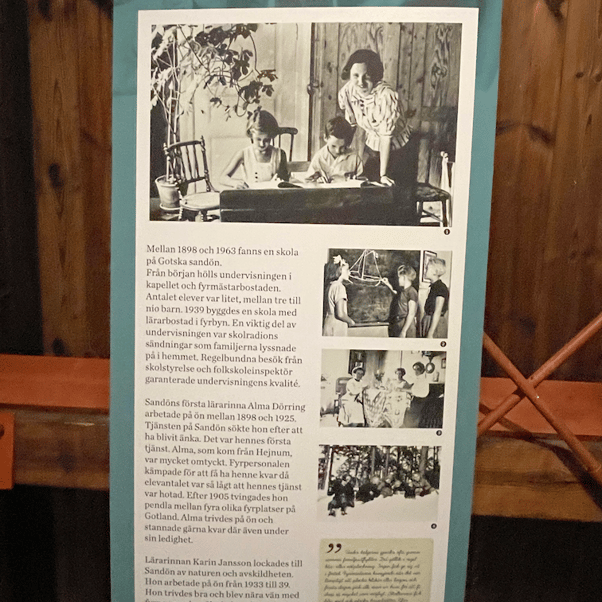 Mellan 1898 och 1963 fanns en skola
på Gotska sandön.
Från början hölls undervisningen i
kapellet och fyrmästarbostaden.
Antalet elever var litet, mellan tre till
nio barn. 1939 byggdes en skola med
lärarbostad i fyrbyn. En viktig del av
undervisningen var skolradions
sändningar som familjerna lyssnade
på i hemmet. Regelbundna besök från
skolstyrelse och folkskoleinspektör
garanterade undervisningens kvalité.
Sandöns första lärarinna Alma Dörring
arbetade på ön mellan 1898 och 1925.
Tjänsten på Sandön sökte hon efter att
ha blivit änka. Det var hennes första
tjänst. Alma, som kom från Hejnum,
var mycket omtyckt. Fyrpersonalen
kämpade för att få ha henne kvar då
elevantalet var så lågt att hennes tjänst
var hotad. Efter 1905 tvingades hon
pendla mellan fyra olika fyrplatser på
Gotland. Alma trivdes på ön och
stannade gärna kvar där även under
sin ledighet.
Lärarinnan Karin Jansson lockades till
Sandön av naturen och avskildheten.
Hon arbetade på ön från 1933 till 39.
Hon trivdes bra och blev nära vän med